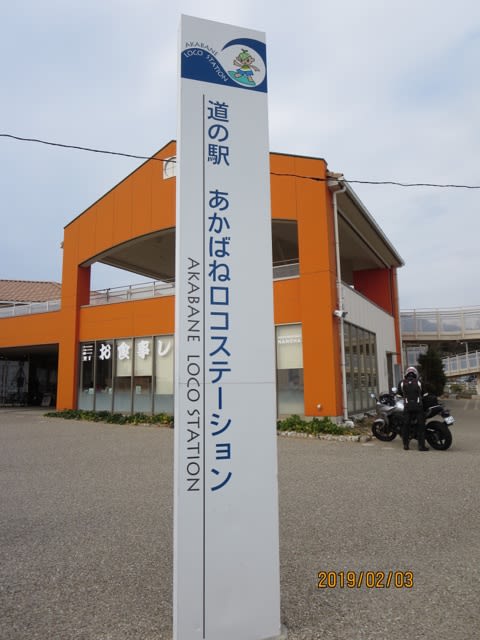 AKABANE
LOCO STATION
道の駅 あかばねロコステーション
AKABANE LOCO STATION
お食事し
2019/02/03